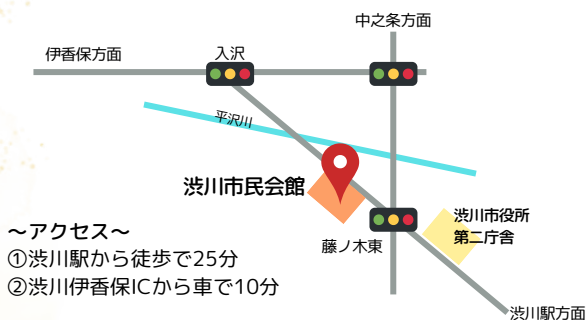 中之条方面
伊香保方面
入沢
平沢川
渋川市民会館
渋川市役所
第二庁舎
藤ノ木東
～アクセス～
①渋川駅から徒歩で25分
②渋川伊香保ICから車で10分
渋川駅方面